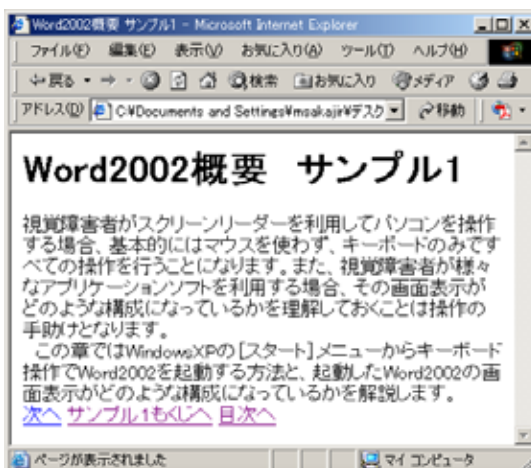 Word2002概要 サンプル1 - Microsoft Internet Explorer
ファイル(F) 編集(E) 表示(V) お気に入り(A) ツール(T) ヘルプ(H)
戻る 検索 お気に入り メディア
アドレス(D) C:¥Documents and Settings¥msakajir¥デスク 移動
Word2002概要 サンプル1
視覚障害者がスクリーンリーダーを利用してパソコンを操作
する場合、基本的にはマウスを使わず、キーボードのみです
べての操作を行うことになります。また、視覚障害者が様々
なアプリケーションソフトを利用する場合、その画面表示が
どのような構成になっているかを理解しておくことは操作の
手助けとなります。
この章ではWindowsXPの[スタート]メニューからキーボード
操作でWord2002を起動する方法と、起動したWord2002の画
面表示がどのような構成になっているかを解説します。
次へ サンプル1もくじへ 目次へ
ページが表示されました マイ コンピュータ